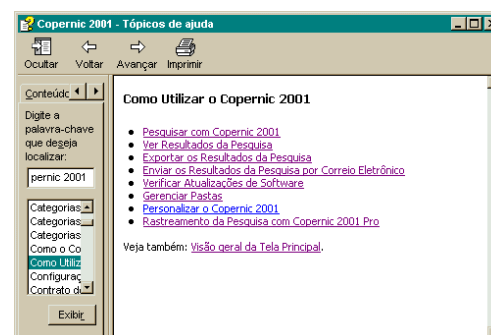 Copernic 2001 - Tópicos de ajuda
Ocultar Voltar Avançar Imprimir
Conteúdc
Digite a
palavra-chave
que deseja
localizar:
pernic 2001
Categorias
Categorias
Categorias
Como o Co
Como Utiliz
Configuraç
Contrato d
Exibir
Como Utilizar o Copernic 2001
Pesquisar com Copernic 2001
Ver Resultados da Pesquisa
Exportar os Resultados da Pesquisa
Enviar os Resultados da Pesquisa por Correio Eletrônico
Verificar Atualizações de Software
Gerenciar Pastas
Personalizar o Copernic 2001
Rastreamento da Pesquisa com Copernic 2001 Pro
Veja também: Visão geral da Tela Principal.